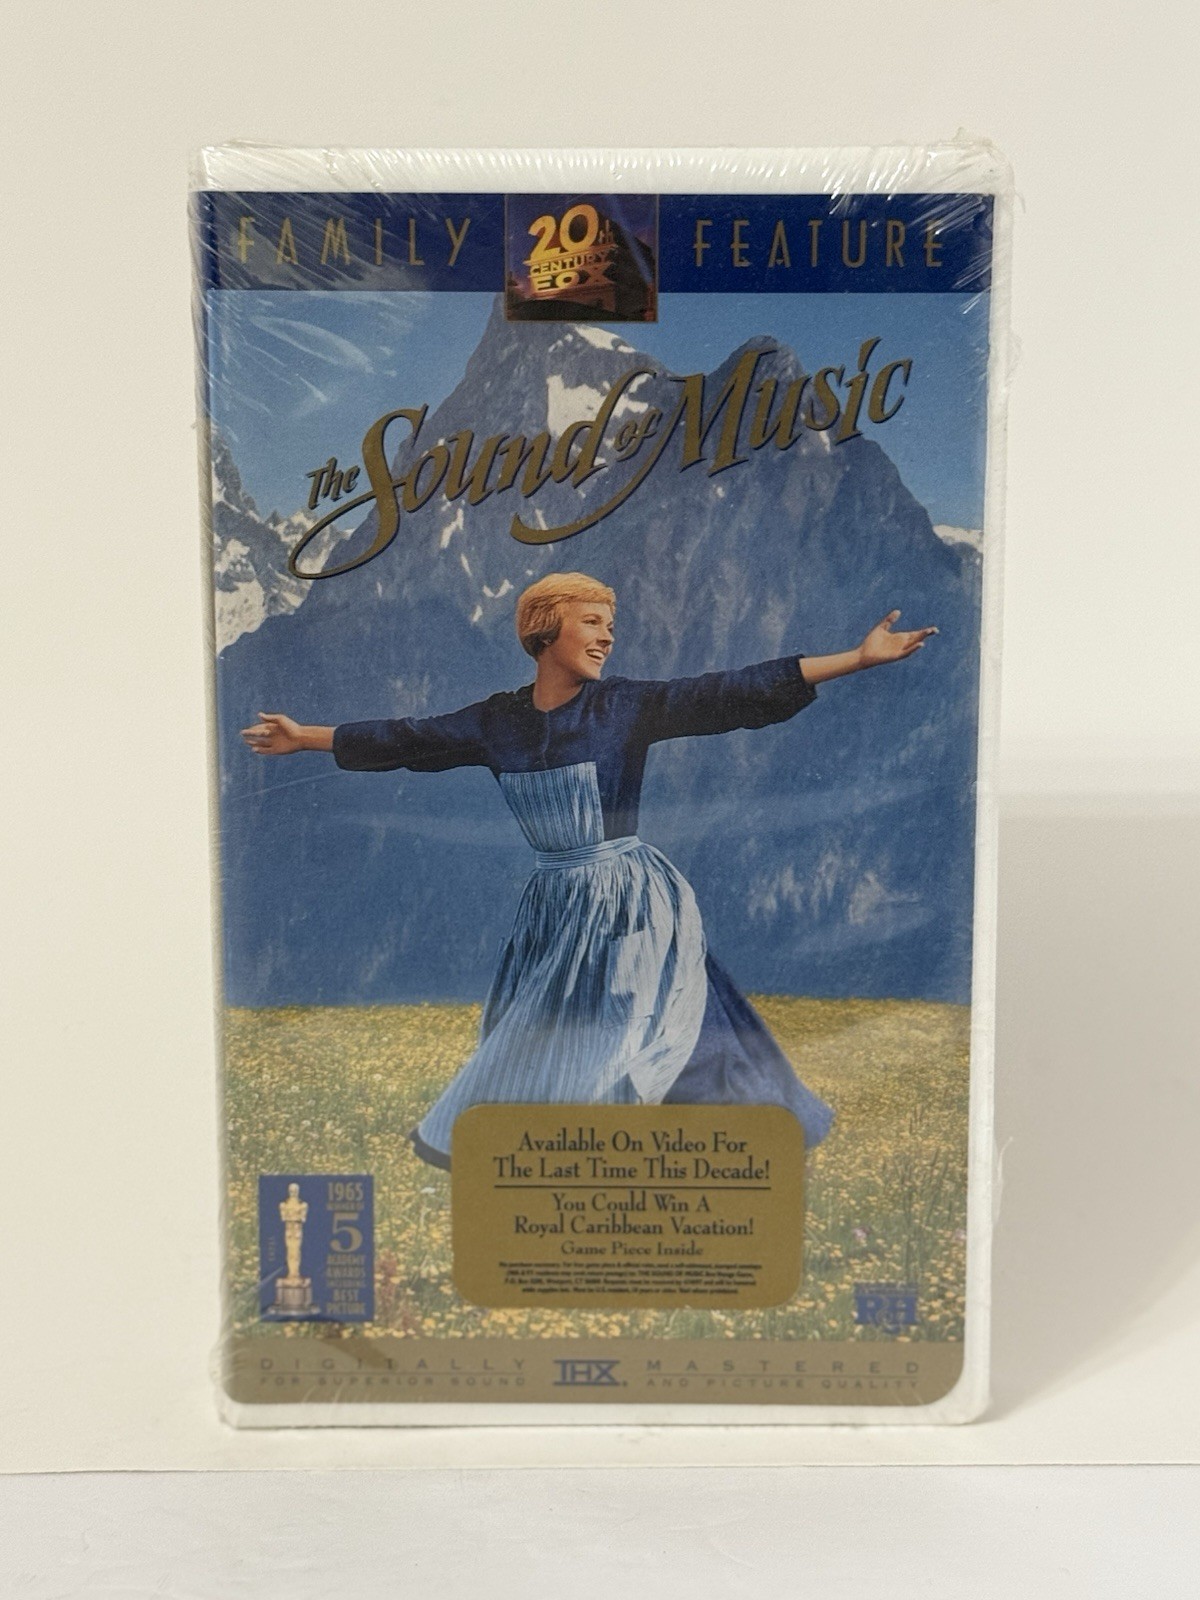 FAMILY
20th
CENTURY
FOX
FEATURE
The Sound of Music
Available On Video For
The Last Time This Decade!
You Could Win A
Royal Caribbean Vacation!
Game Piece Inside
1965
5
ACADEMY
AWARDS
BEST
PICTURE
R&H
DIGITALLY THX MASTERED
FOR SUPERIOR SOUND AND PICTURE QUALITY